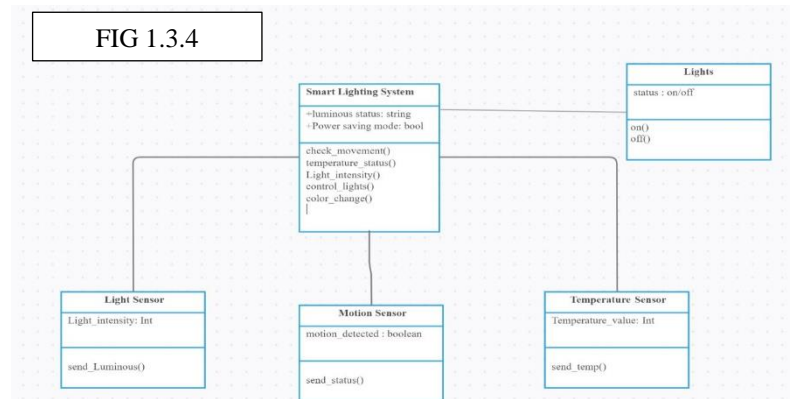 FIG 1.3.4
Smart Lighting System
+luminous status: string
+Power saving mode: bool
check_movement()
temperature_status()
Light_intensity()
control_lights()
color_change()
Lights
status : on/off
on()
off()
Light Sensor
Light_intensity: Int
send_Luminous()
Motion Sensor
motion_detected : boolean
send_status()
Temperature Sensor
Temperature_value: Int
send_temp()